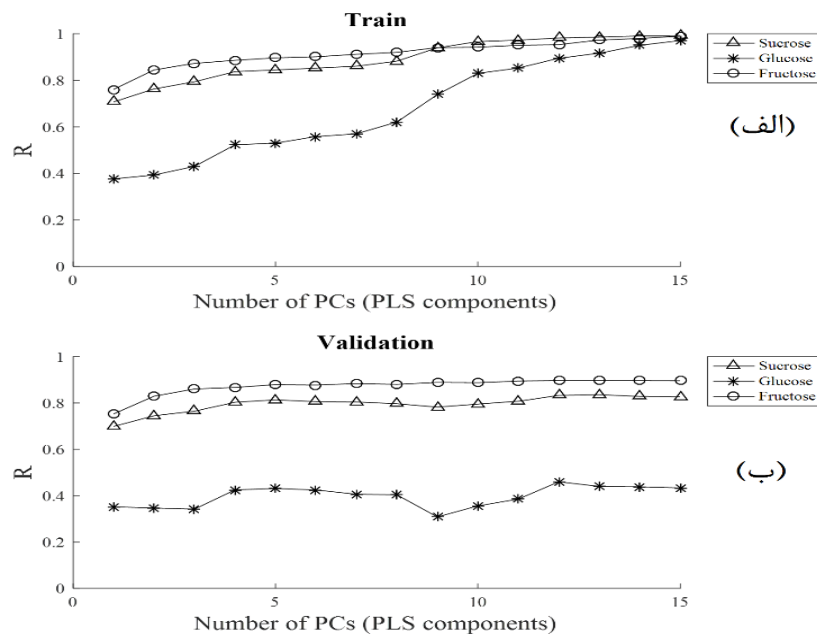 Train
1
0.8
0.6
0.4
0.2
0
R
0
5
10
15
Number of PCs (PLS components)
Sucrose
Glucose
Fructose
(الف)
Validation
1
0.8
0.6
0.4
0.2
0
R
0
5
10
15
Number of PCs (PLS components)
Sucrose
Glucose
Fructose
(ب)